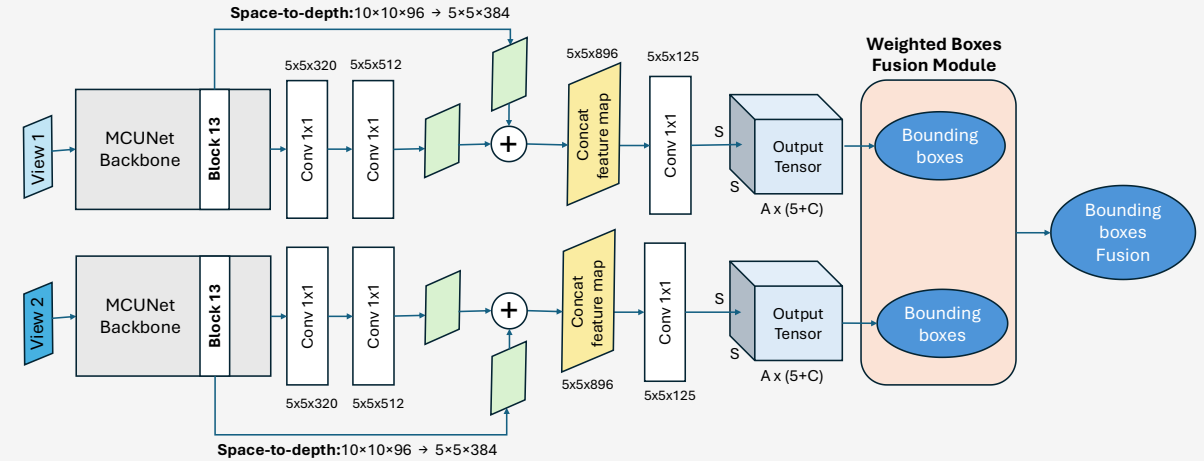 Space-to-depth:10×10×96 → 5×5×384
Weighted Boxes
Fusion Module
5x5x320
5x5x512
5x5x896
5x5x125
View 1
MCUNet
Backbone
Block 13
Conv 1x1
Conv 1x1
+
Concat
feature map
Conv 1x1
S
S
Output
Tensor
A x (5+C)
Bounding
boxes
Bounding
boxes
Fusion
View 2
MCUNet
Backbone
Block 13
Conv 1x1
Conv 1x1
+
Concat
feature map
Conv 1x1
S
S
Output
Tensor
A x (5+C)
Bounding
boxes
5x5x320
5x5x512
5x5x896
5x5x125
Space-to-depth:10×10×96 → 5×5×384